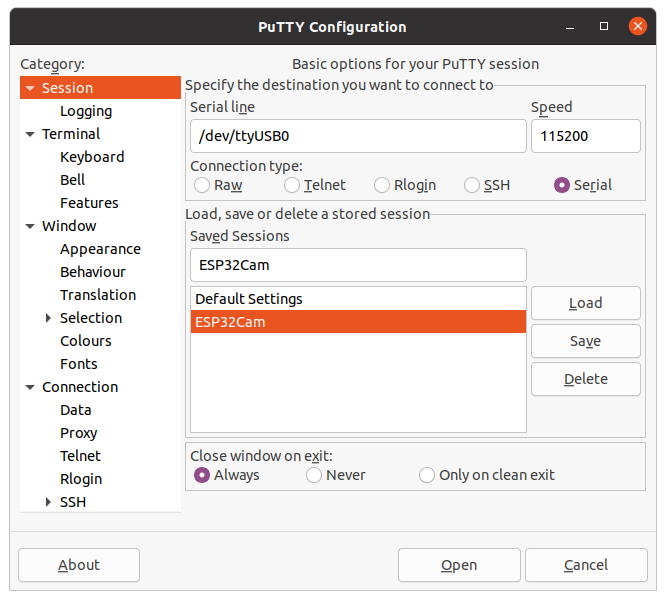 PuTTY Configuration
Category:
Session
Logging
Terminal
Keyboard
Bell
Features
Window
Appearance
Behaviour
Translation
Selection
Colours
Fonts
Connection
Data
Proxy
Telnet
Rlogin
SSH
Basic options for your PuTTY session
Specify the destination you want to connect to
Serial line Speed
/dev/ttyUSB0 115200
Connection type:
Raw Telnet Rlogin SSH Serial
Load, save or delete a stored session
Saved Sessions
ESP32Cam
Default Settings
ESP32Cam
Load
Save
Delete
Close window on exit:
Always Never Only on clean exit
About Open Cancel